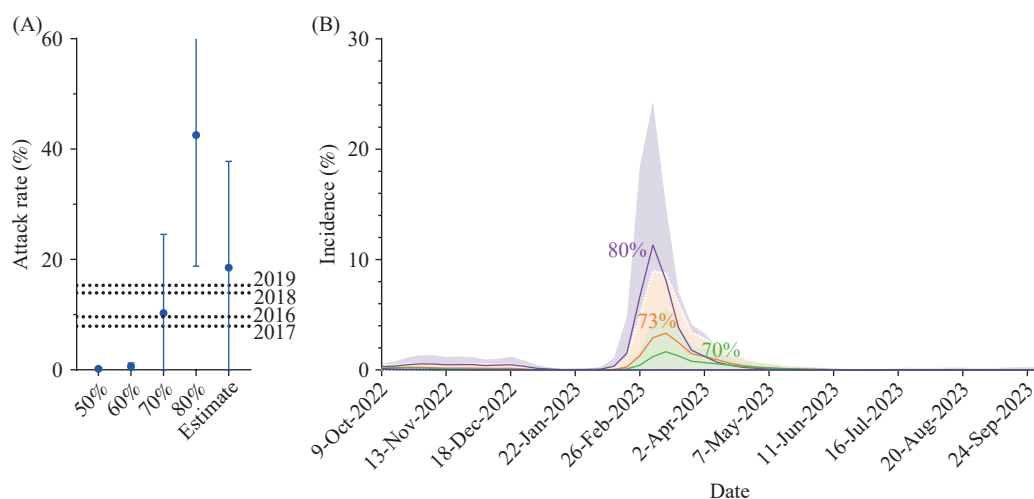 (A)
60
40
20
0
Attack rate (%)
2019
2018
2016
2017
50%
60%
70%
80%
Estimate
(B)
30
20
10
0
Incidence (%)
80%
73%
70%
9-Oct-2022
13-Nov-2022
18-Dec-2022
22-Jan-2023
26-Feb-2023
2-Apr-2023
7-May-2023
11-Jun-2023
16-Jul-2023
20-Aug-2023
24-Sep-2023
Date